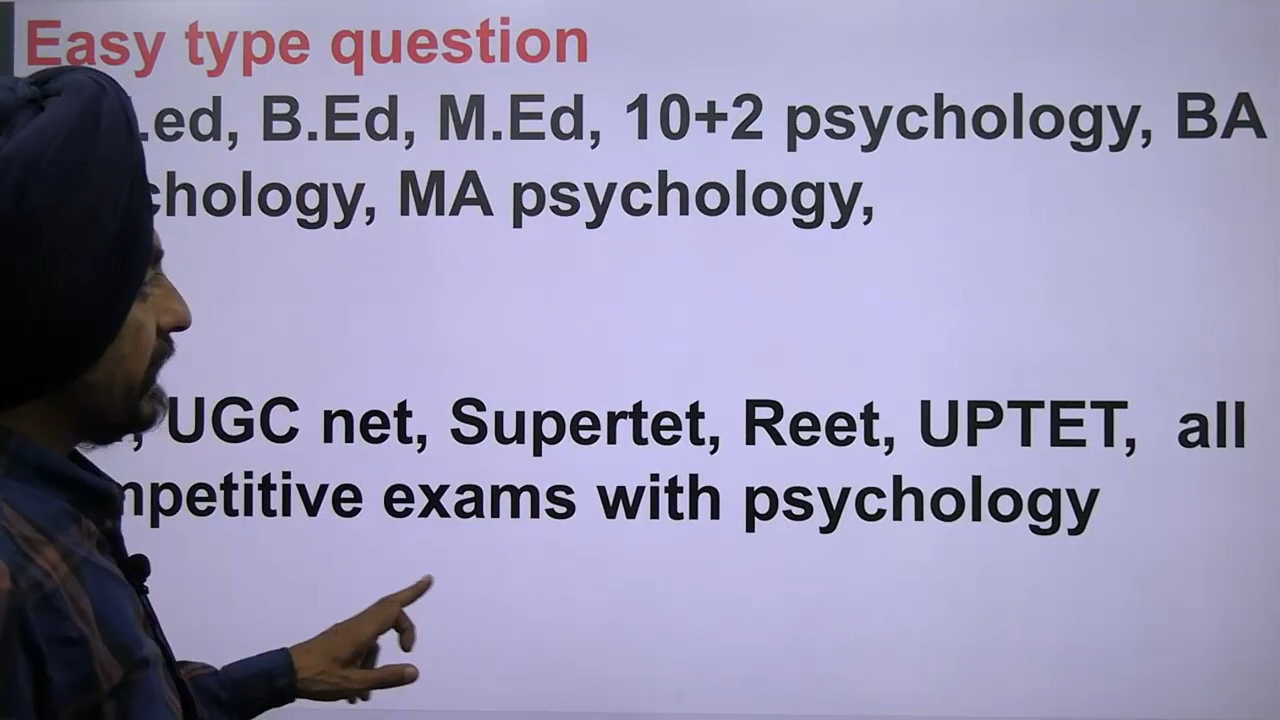 Easy type question
.ed, B.Ed, M.Ed, 10+2 psychology, BA
chology, MA psychology,
, UGC net, Supertet, Reet, UPTET, all
mpetitive exams with psychology